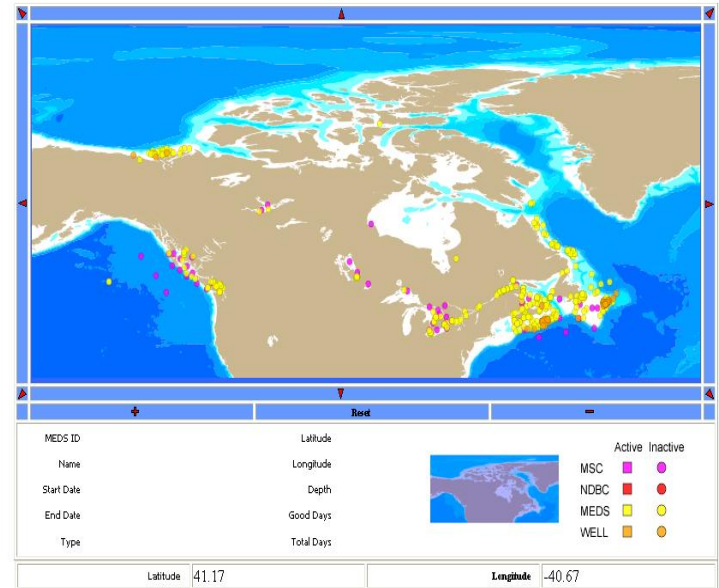 + Reset −
MEDS ID Latitude
Name Longitude
Start Date Depth
End Date Good Days
Type Total Days
Active Inactive
MSC
NDBC
MEDS
WELL
Latitude 41.17 Longitude -40.67